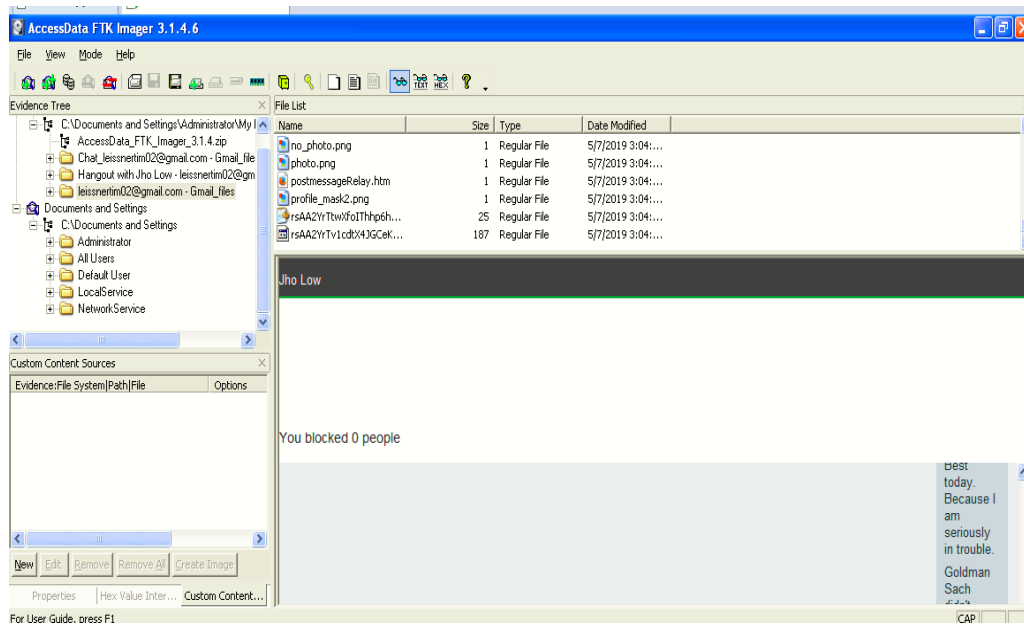 AccessData FTK Imager 3.1.4.6
File View Mode Help
Evidence Tree
C:\Documents and Settings\Administrator\My
AccessData_FTK_Imager_3.1.4.zip
Chat_leissnertim02@gmail.com - Gmail_file
Hangout with Jho Low - leissnertim02@gm
leissnertim02@gmail.com - Gmail_files
Documents and Settings
C:\Documents and Settings
Administrator
All Users
Default User
LocalService
NetworkService
Custom Content Sources
Evidence:File System|Path|File Options
New Edit Remove Remove All Create Image
Properties Hex Value Inter... Custom Content...
For User Guide, press F1
File List
Name Size Type Date Modified
no_photo.png 1 Regular File 5/7/2019 3:04:...
photo.png 1 Regular File 5/7/2019 3:04:...
postmessageRelay.htm 1 Regular File 5/7/2019 3:04:...
profile_mask2.png 1 Regular File 5/7/2019 3:04:...
25 Regular File 5/7/2019 3:04:...
187 Regular File 5/7/2019 3:04:...
Jho Low
You blocked 0 people
Best
today.
Because I
am
seriously
in trouble.
Goldman
Sach
didn't
TEXT HEX
CAP